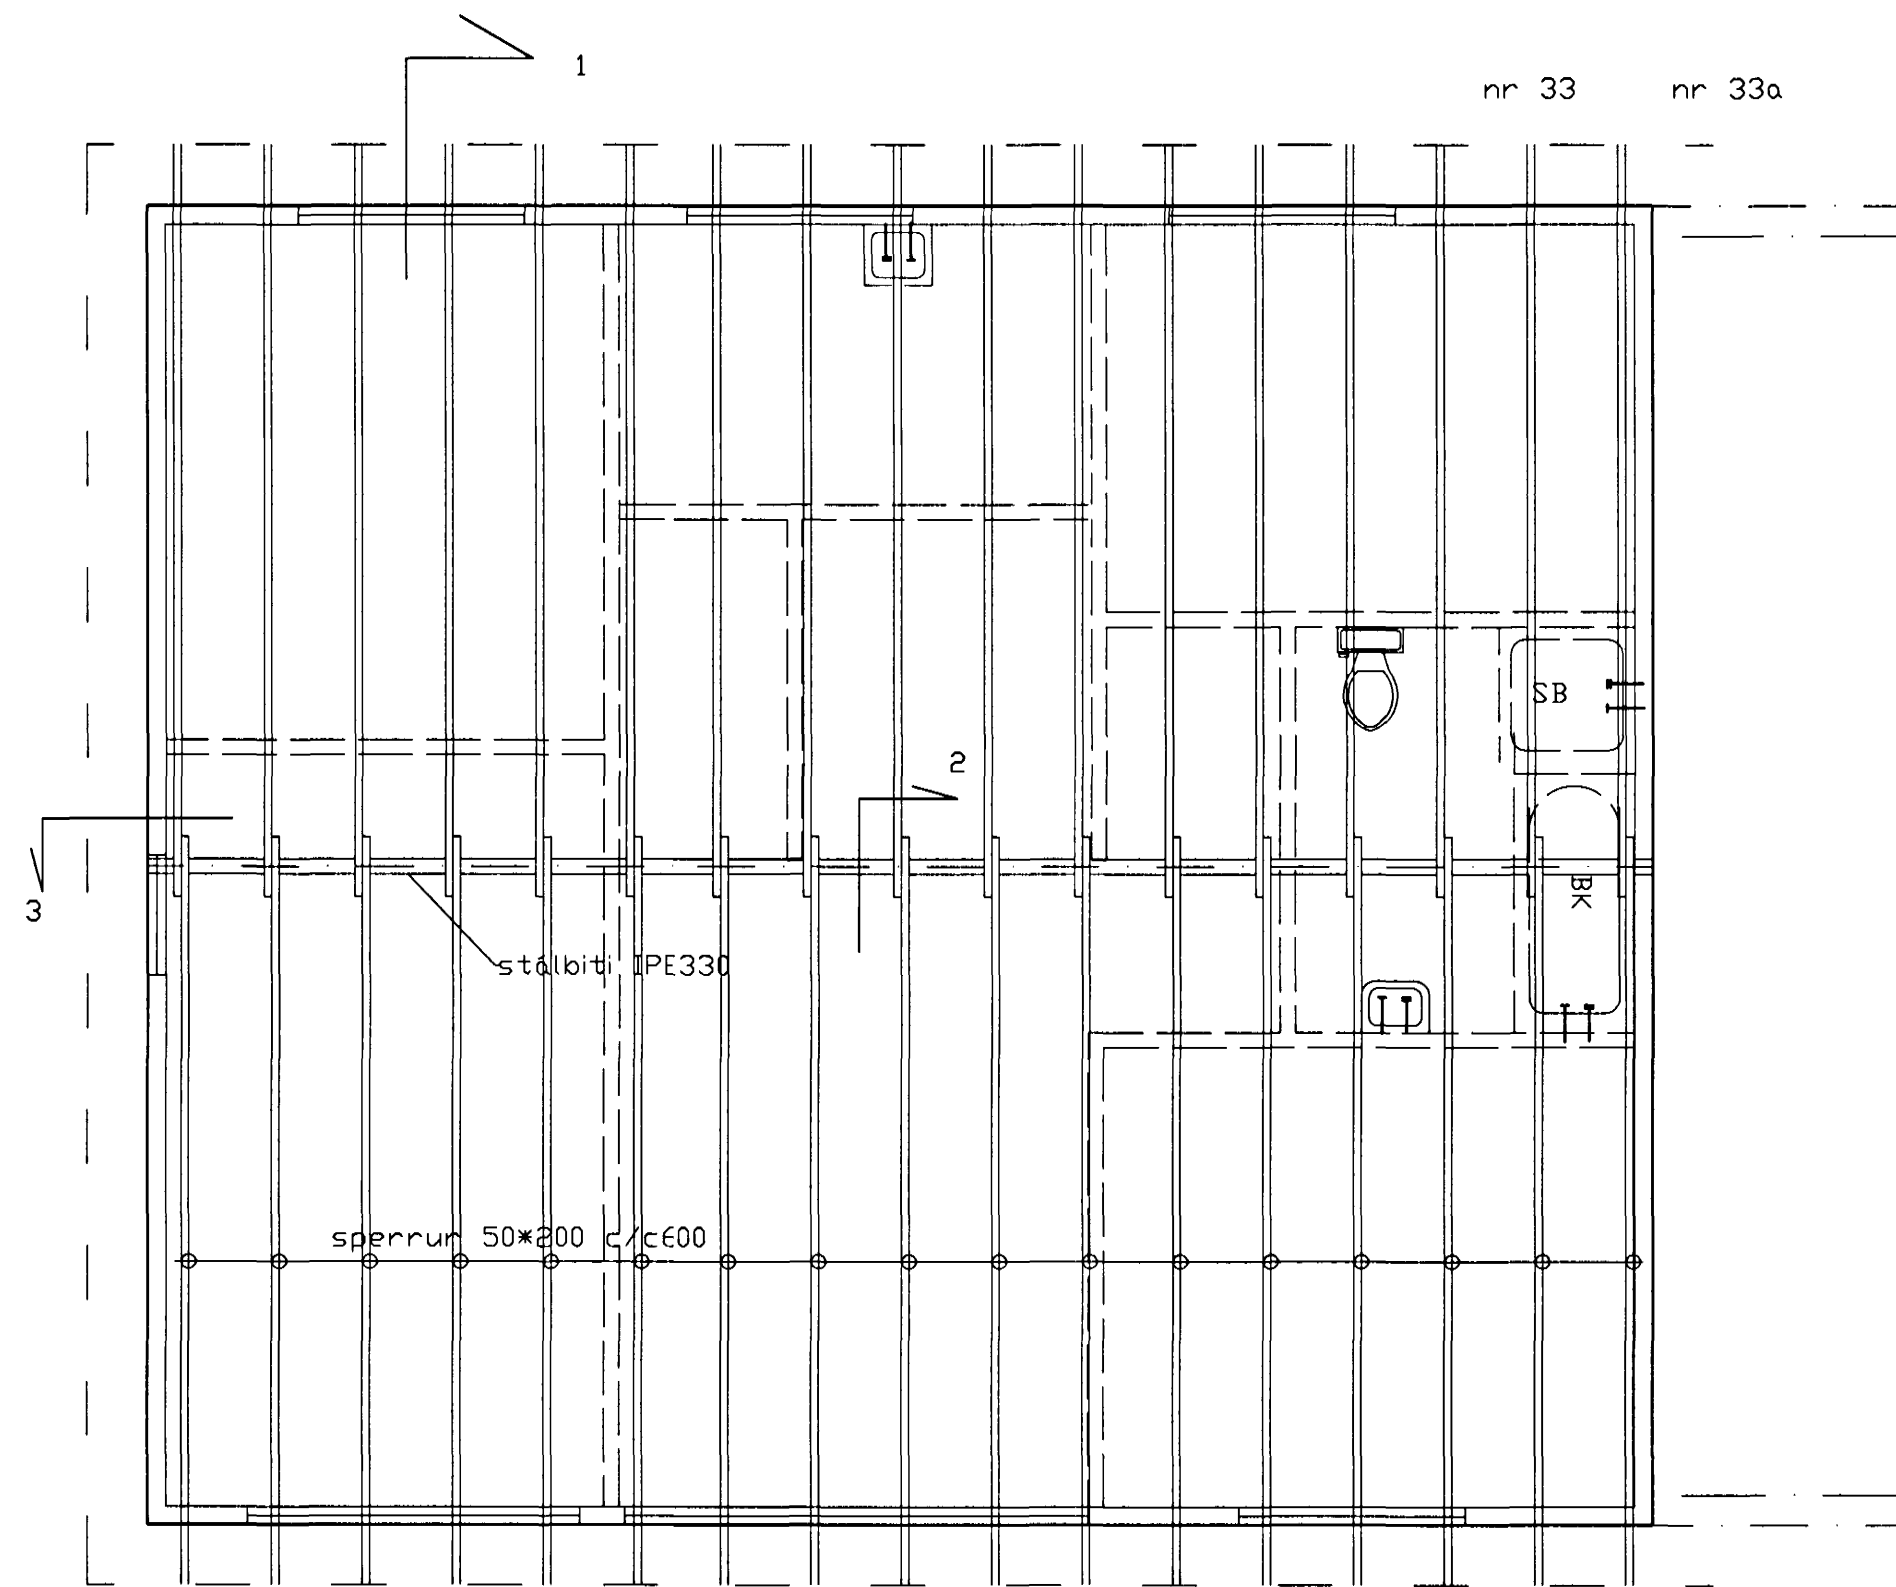 1
nr 33 nr 33a
SB
2
3
BK
stálbiti IPE330
sperrur 50*200 c/c600